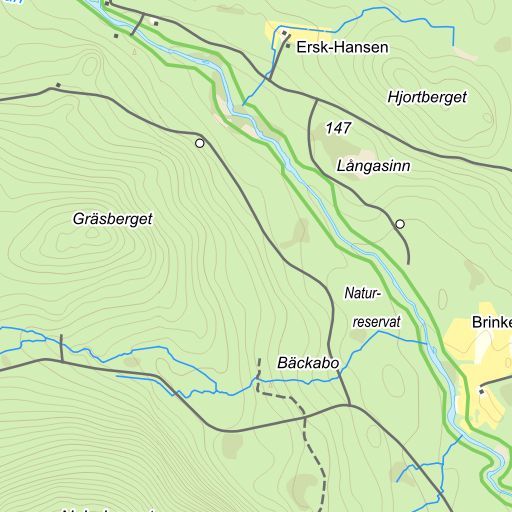 Ersk-Hansen
Hjortberget
147
Långasinn
Gräsberget
Natur-
reservat
Brinke
Bäckabo